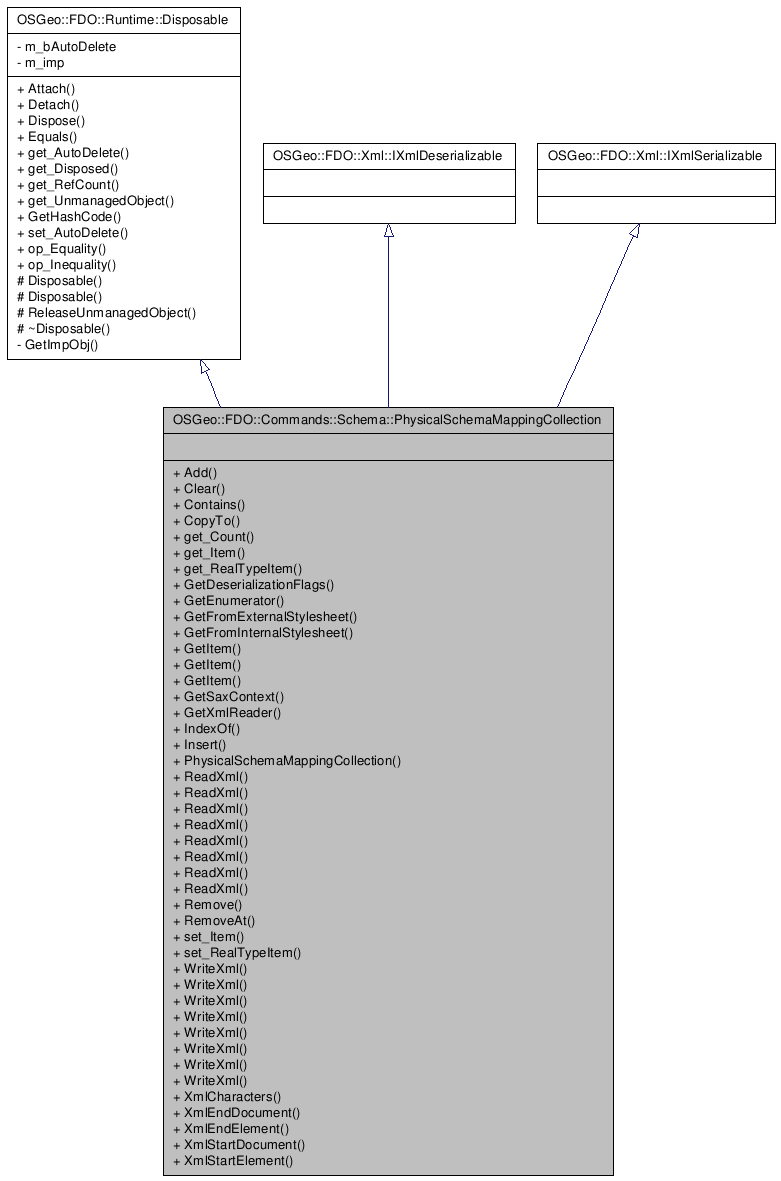 OSGeo::FDO::Runtime::Disposable
- m_bAutoDelete
- m_imp
+ Attach()
+ Detach()
+ Dispose()
+ Equals()
+ get_AutoDelete()
+ get_Disposed()
+ get_RefCount()
+ get_UnmanagedObject()
+ GetHashCode()
+ set_AutoDelete()
+ op_Equality()
+ op_Inequality()
# Disposable()
# Disposable()
# ReleaseUnmanagedObject()
# ~Disposable()
- GetImpObj()
OSGeo::FDO::Xml::IXmlDeserializable
OSGeo::FDO::Xml::IXmlSerializable
OSGeo::FDO::Commands::Schema::PhysicalSchemaMappingCollection
+ Add()
+ Clear()
+ Contains()
+ CopyTo()
+ get_Count()
+ get_Item()
+ get_RealTypeItem()
+ GetDeserializationFlags()
+ GetEnumerator()
+ GetFromExternalStylesheet()
+ GetFromInternalStylesheet()
+ GetItem()
+ GetItem()
+ GetItem()
+ GetSaxContext()
+ GetXmlReader()
+ IndexOf()
+ Insert()
+ PhysicalSchemaMappingCollection()
+ ReadXml()
+ ReadXml()
+ ReadXml()
+ ReadXml()
+ ReadXml()
+ ReadXml()
+ ReadXml()
+ ReadXml()
+ Remove()
+ RemoveAt()
+ set_Item()
+ set_RealTypeItem()
+ WriteXml()
+ WriteXml()
+ WriteXml()
+ WriteXml()
+ WriteXml()
+ WriteXml()
+ WriteXml()
+ WriteXml()
+ XmlCharacters()
+ XmlEndDocument()
+ XmlEndElement()
+ XmlStartDocument()
+ XmlStartElement()